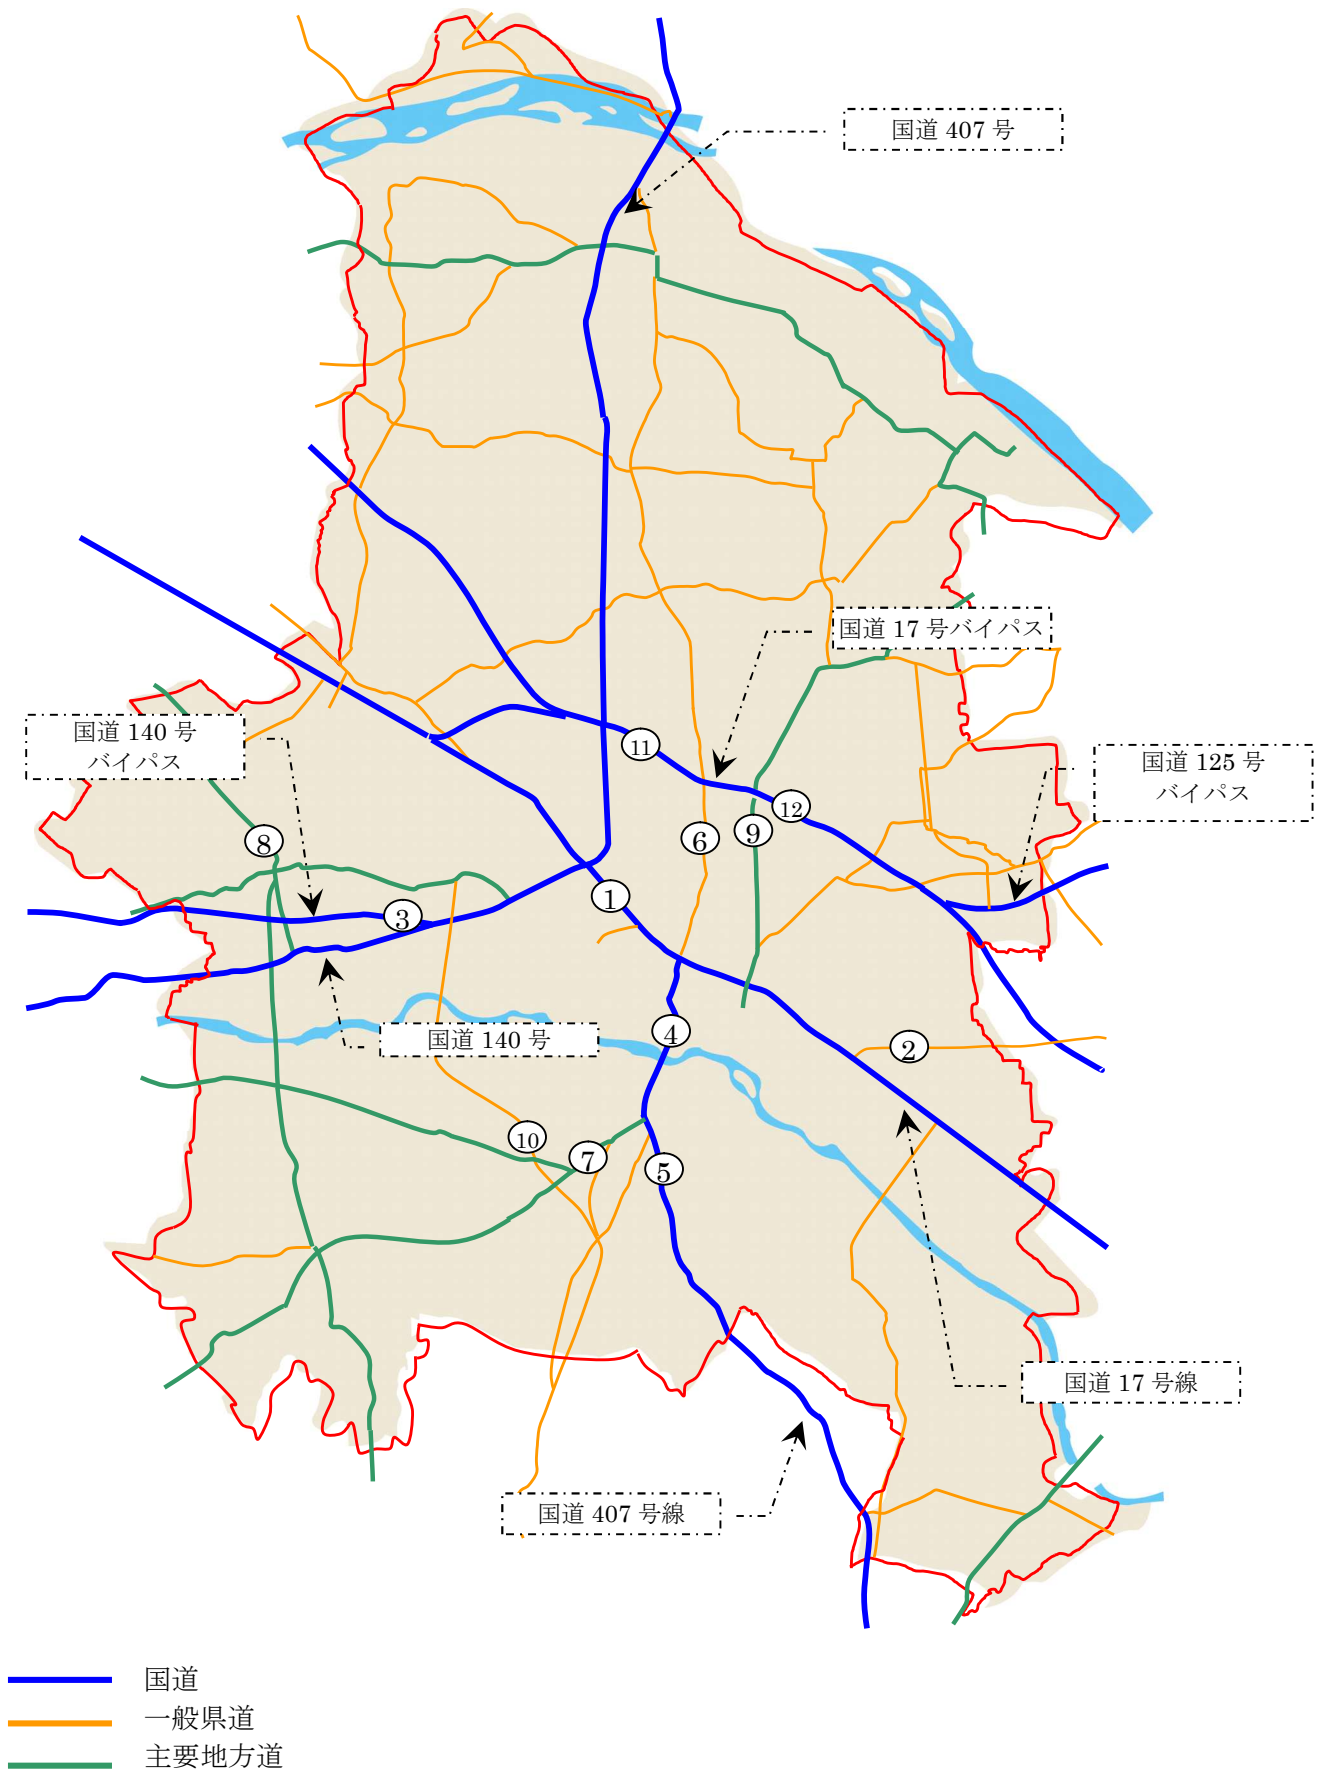 国道 407 号
国道 17 号バイパス
国道 140 号
バイパス
⑪
国道 125 号
バイパス
⑫
⑨
⑥
⑧
①
③
④
国道 140 号
②
⑩
⑦
⑤
国道 17 号線
国道 407 号線
国道
一般県道
主要地方道